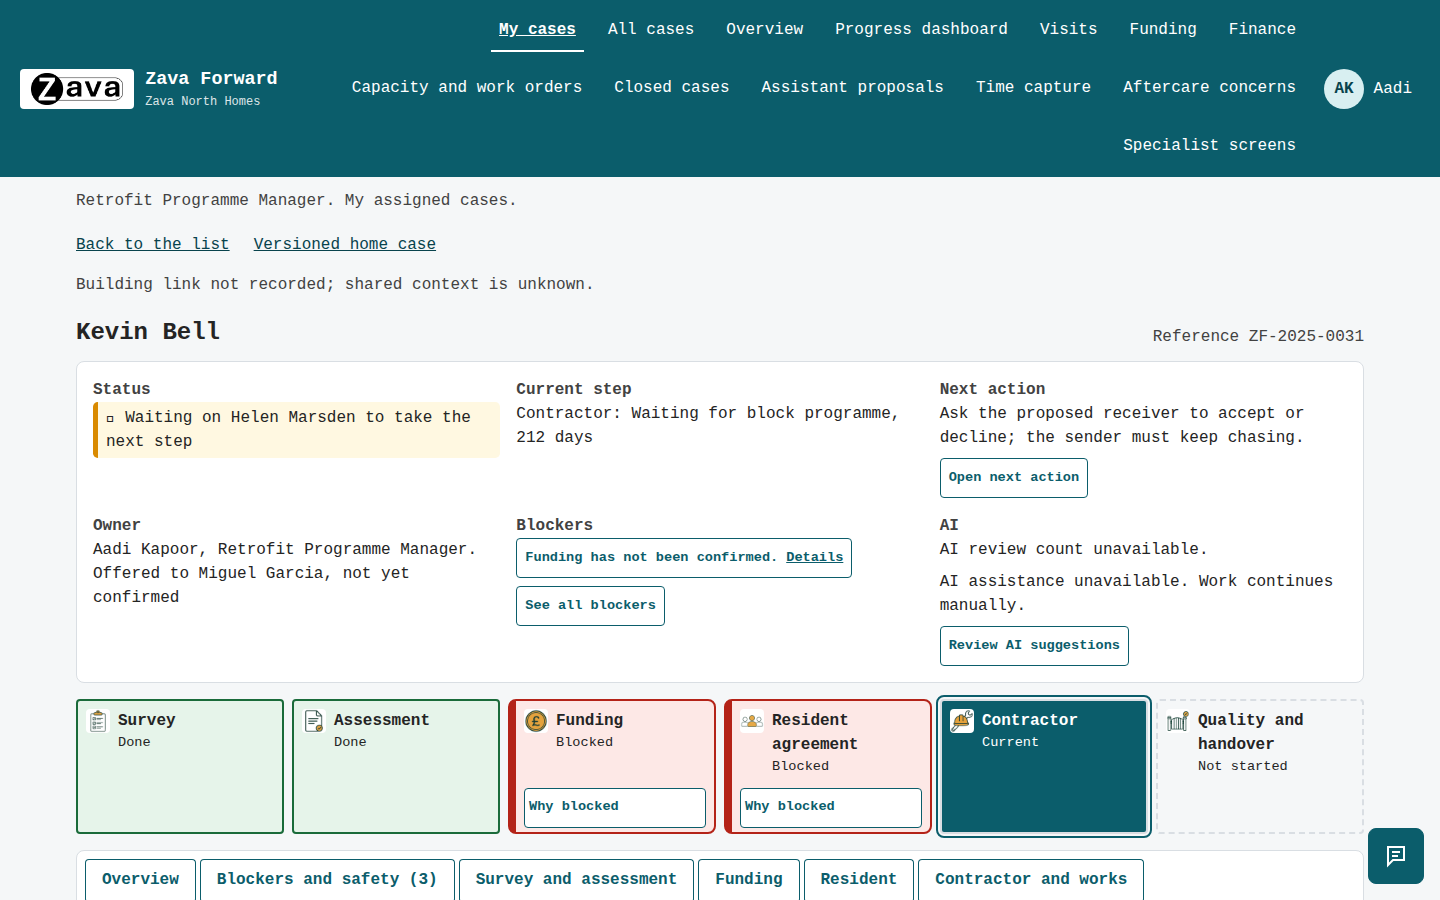 My cases All cases Overview Progress dashboard Visits Funding Finance
Zava
Zava Forward
Zava North Homes
Capacity and work orders Closed cases Assistant proposals Time capture Aftercare concerns
AK Aadi
Specialist screens
Retrofit Programme Manager. My assigned cases.
Back to the list Versioned home case
Building link not recorded; shared context is unknown.
Kevin Bell
Reference ZF-2025-0031
Status
Waiting on Helen Marsden to take the
next step
Current step
Contractor: Waiting for block programme,
212 days
Next action
Ask the proposed receiver to accept or
decline; the sender must keep chasing.
Open next action
Owner
Aadi Kapoor, Retrofit Programme Manager.
Offered to Miguel Garcia, not yet
confirmed
Blockers
Funding has not been confirmed. Details
See all blockers
AI
AI review count unavailable.
AI assistance unavailable. Work continues
manually.
Review AI suggestions
Survey
Done
Assessment
Done
Funding
Blocked
Why blocked
Resident
agreement
Blocked
Why blocked
Contractor
Current
Quality and
handover
Not started
Overview
Blockers and safety (3)
Survey and assessment
Funding
Resident
Contractor and works